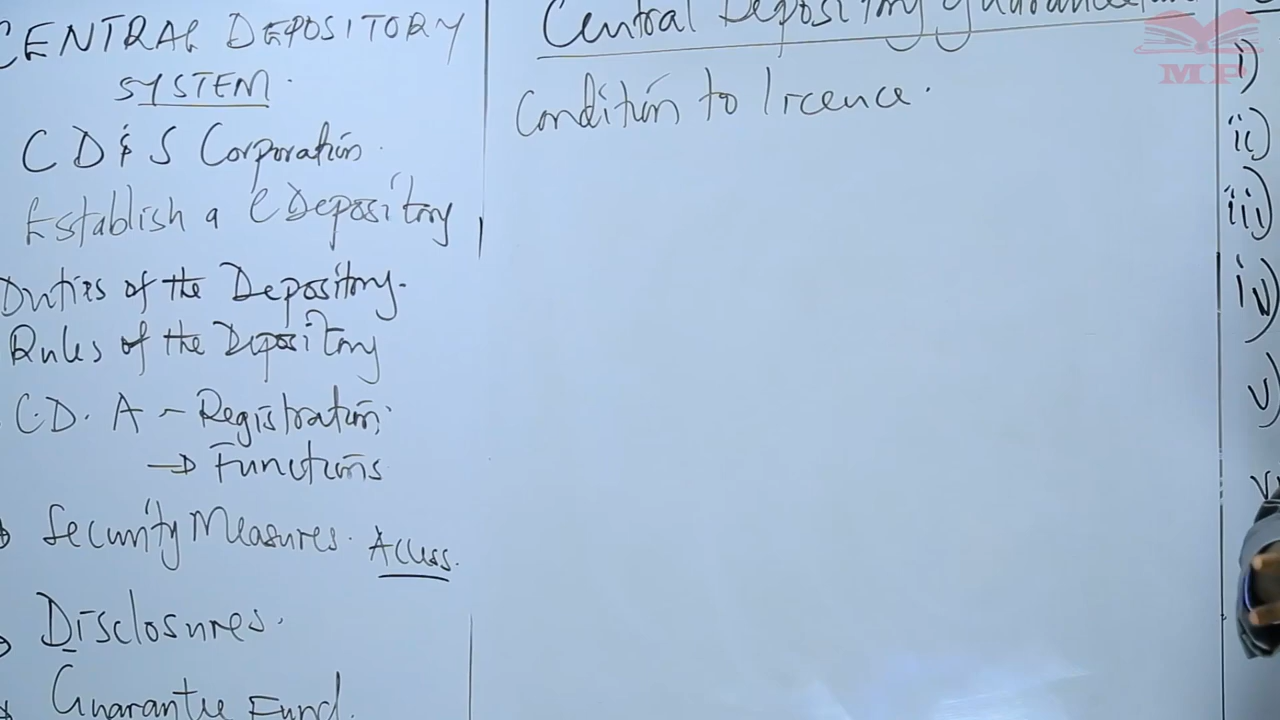 CENTRAL DEPOSITORY
SYSTEM.
C D & S Corporation.
Establish a C Depository
Duties of the Depository.
Rules of the Depository
C.D. A - Registration;
→ Functions
Security Measures. Access.
Disclosures.
Guarantee Fund.
Central Depository guarantee
Condition to licence.
MP
i)
ii)
iii)
iv)
v)